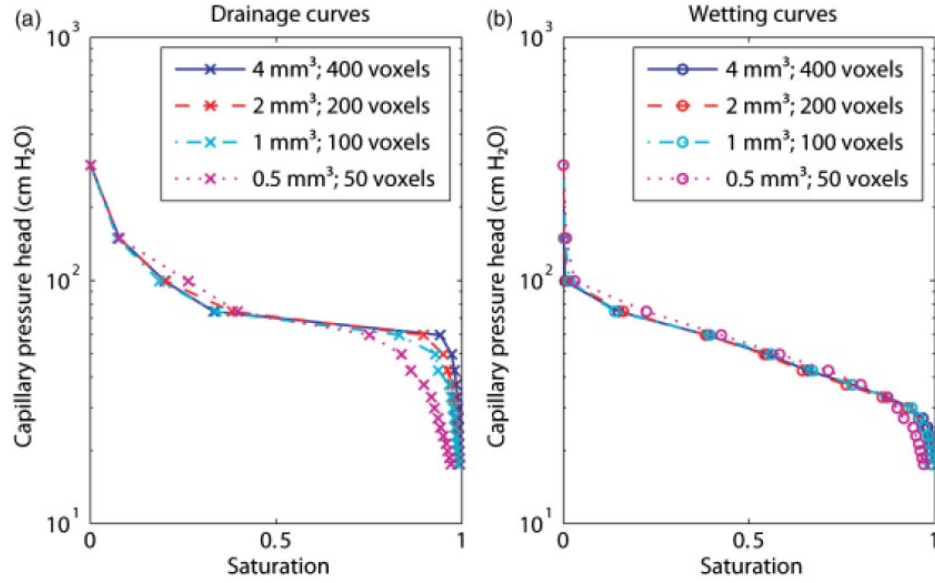 (a) Drainage curves
10³
4 mm³; 400 voxels
2 mm³; 200 voxels
1 mm³; 100 voxels
0.5 mm³; 50 voxels
Capillary pressure head (cm H₂O)
10²
10¹
0 0.5 1
Saturation
(b) Wetting curves
10³
4 mm³; 400 voxels
2 mm³; 200 voxels
1 mm³; 100 voxels
0.5 mm³; 50 voxels
Capillary pressure head (cm H₂O)
10²
10¹
0 0.5 1
Saturation